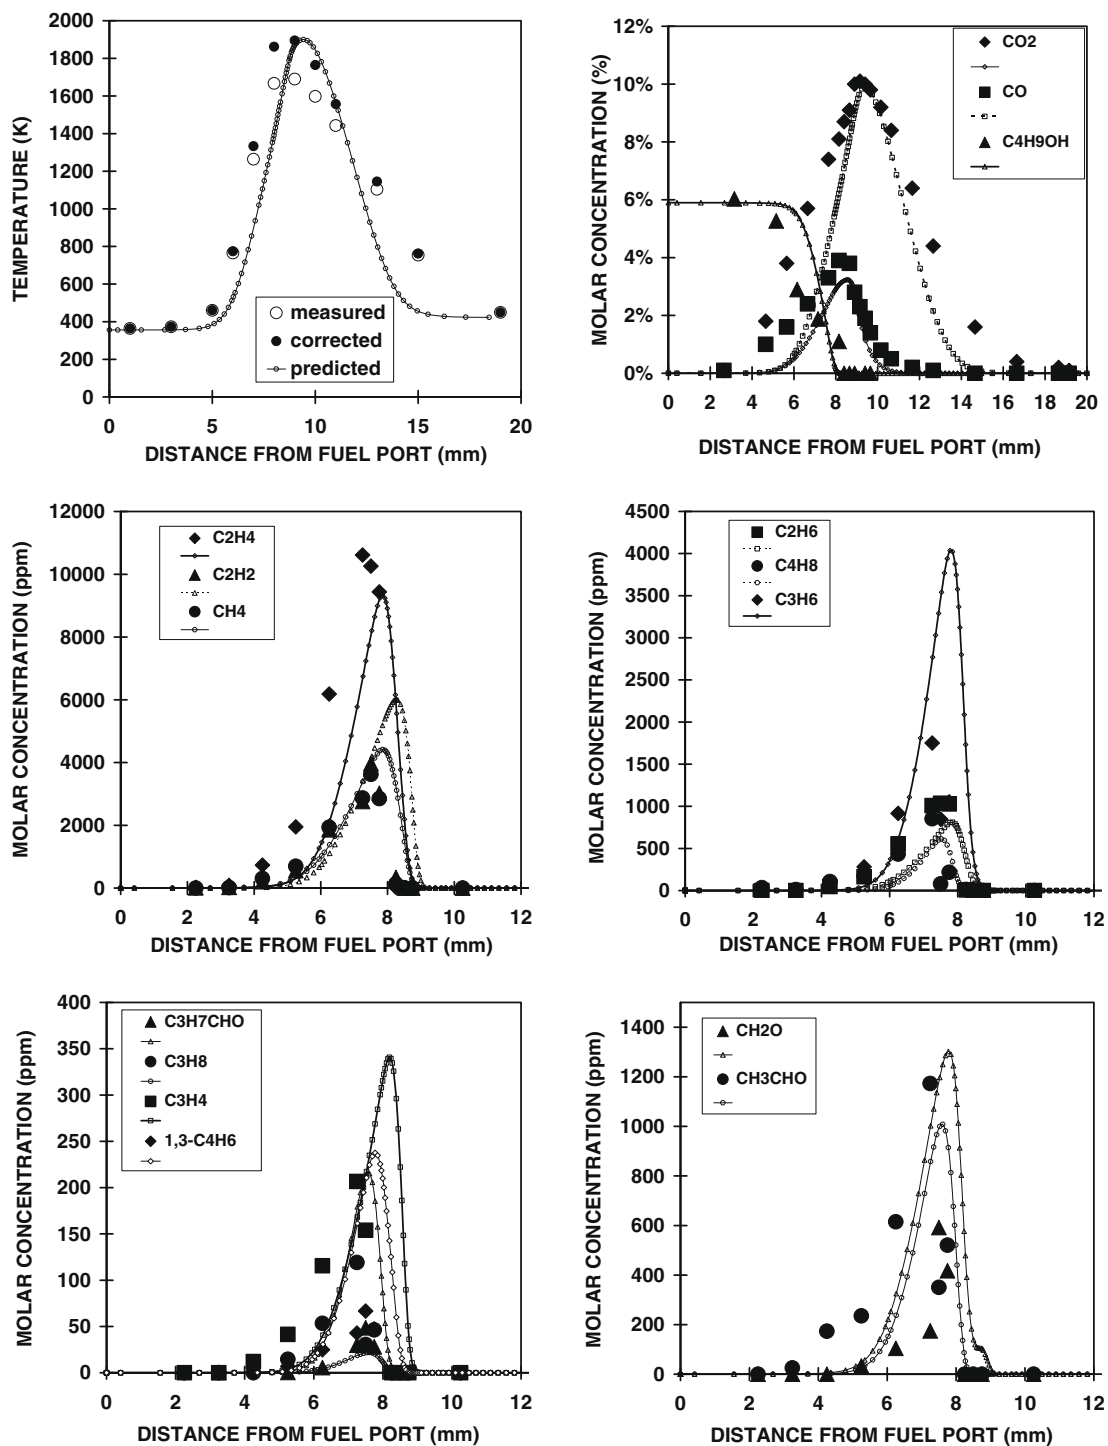 2000
1800
1600
1400
1200
1000
800
600
400
200
0
TEMPERATURE (K)
measured
corrected
predicted
0 5 10 15 20
DISTANCE FROM FUEL PORT (mm)
12%
10%
8%
6%
4%
2%
0%
MOLAR CONCENTRATION (%)
CO2
CO
C4H9OH
0 2 4 6 8 10 12 14 16 18 20
DISTANCE FROM FUEL PORT (mm)
12000
10000
8000
6000
4000
2000
0
MOLAR CONCENTRATION (ppm)
C2H4
C2H2
CH4
0 2 4 6 8 10 12
DISTANCE FROM FUEL PORT (mm)
4500
4000
3500
3000
2500
2000
1500
1000
500
0
MOLAR CONCENTRATION (ppm)
C2H6
C4H8
C3H6
0 2 4 6 8 10 12
DISTANCE FROM FUEL PORT (mm)
400
350
300
250
200
150
100
50
0
MOLAR CONCENTRATION (ppm)
C3H7CHO
C3H8
C3H4
1,3-C4H6
0 2 4 6 8 10 12
DISTANCE FROM FUEL PORT (mm)
1400
1200
1000
800
600
400
200
0
MOLAR CONCENTRATION (ppm)
CH2O
CH3CHO
0 2 4 6 8 10 12
DISTANCE FROM FUEL PORT (mm)